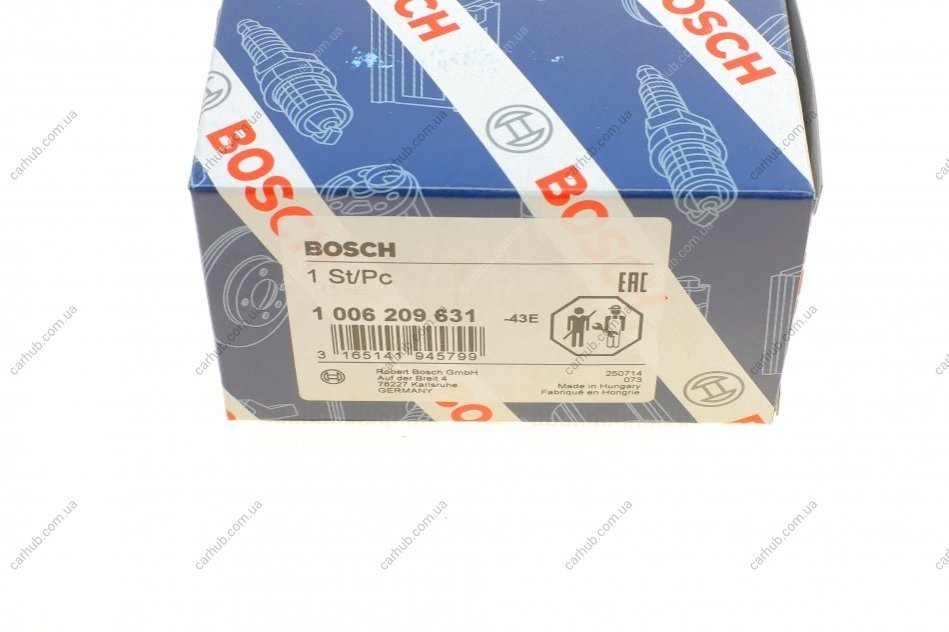 BOSCH
BOSCH
BOSCH
BOSCH
BOSCH
1 St/Pc
EAC
1 006 209 631
-43E
3 165141 945799
Robert Bosch GmbH
Auf der Breit 4
76227 Karlsruhe
GERMANY
250714
073
Made in Hungary
Fabriqué en Hongrie
carhub.com.ua